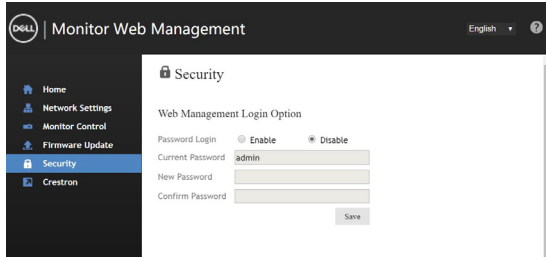 DELL | Monitor Web Management
English
?
Home
Network Settings
Monitor Control
Firmware Update
Security
Crestron
Security
Web Management Login Option
Password Login Enable Disable
Current Password admin
New Password
Confirm Password
Save